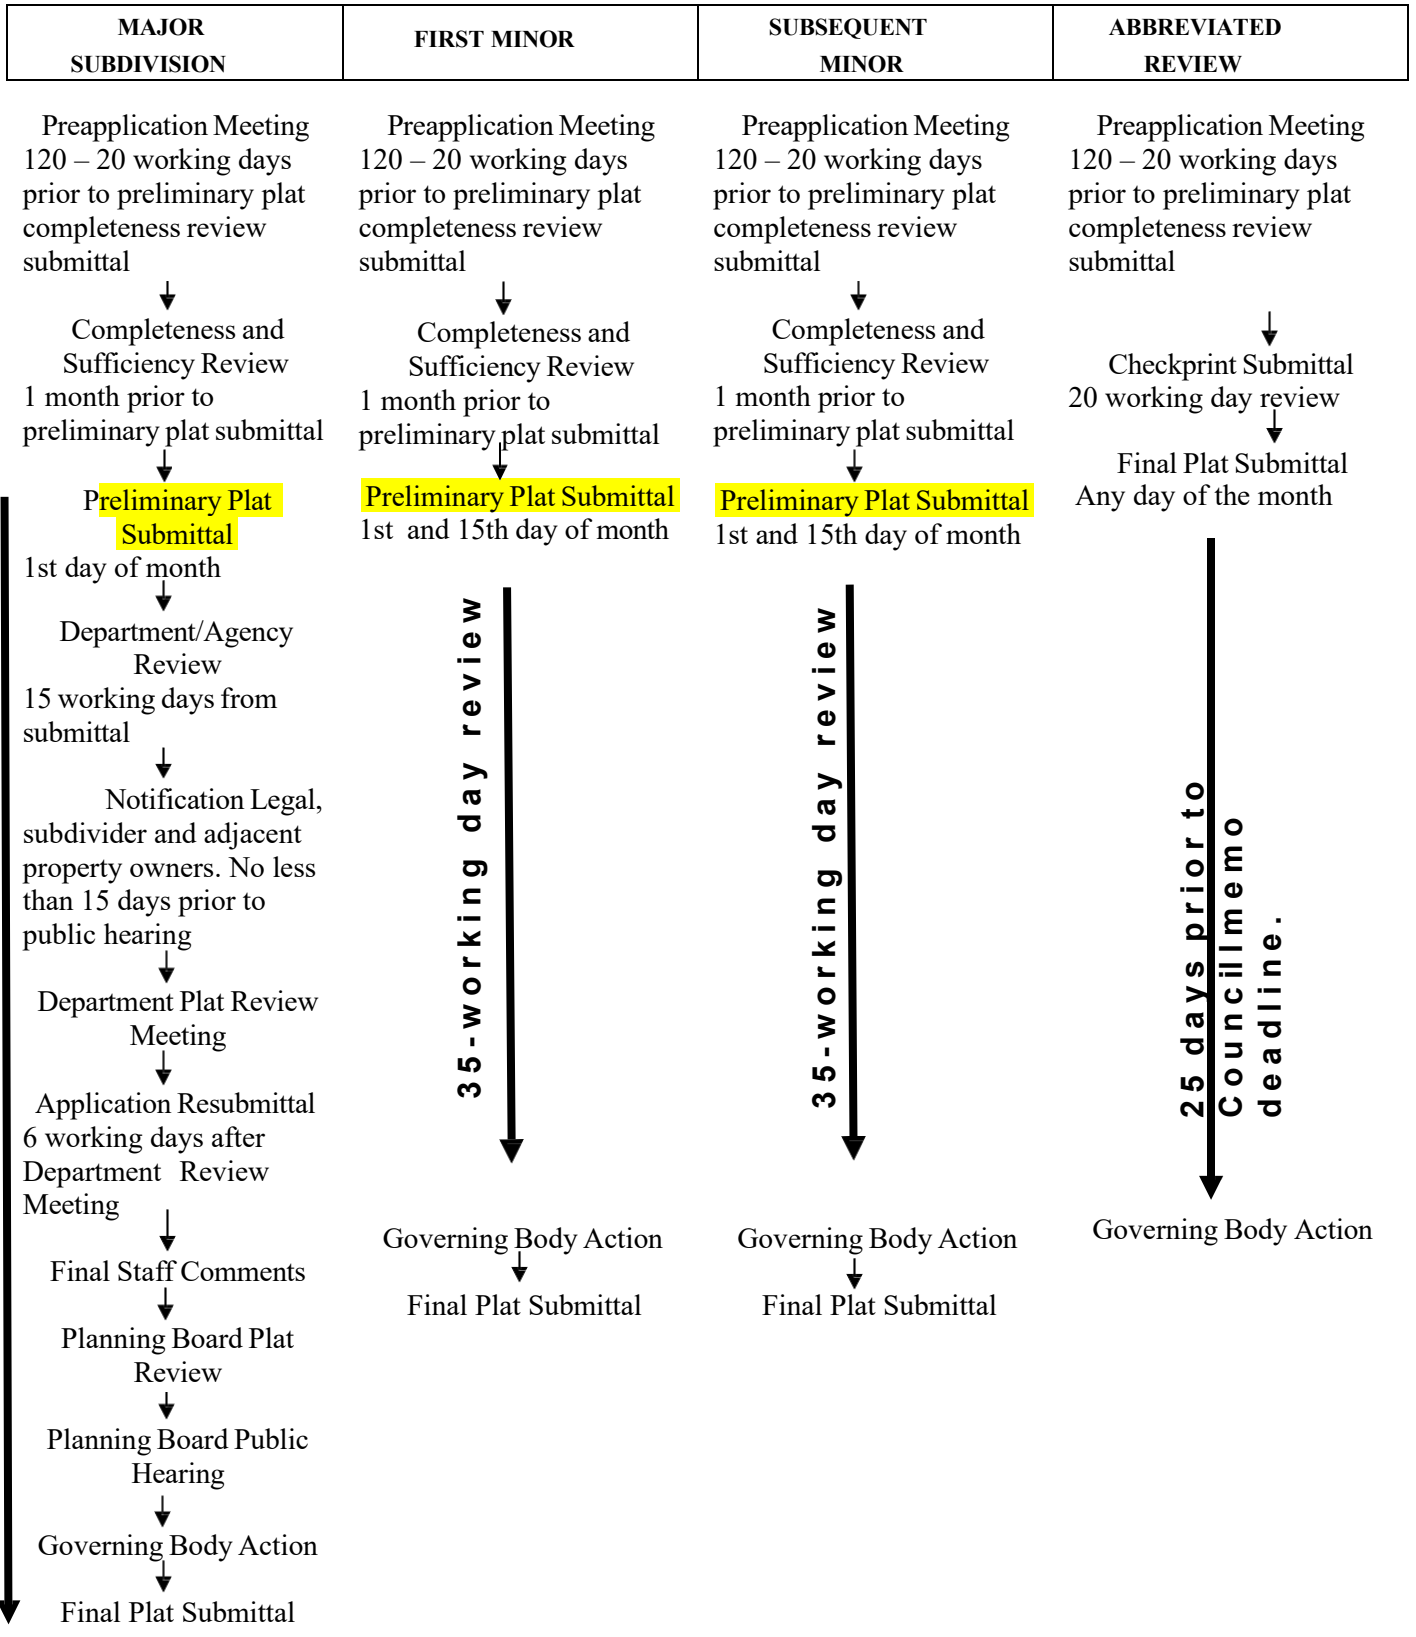 MAJOR
SUBDIVISION
FIRST MINOR
SUBSEQUENT
MINOR
ABBREVIATED
REVIEW
Preapplication Meeting
120 – 20 working days
prior to preliminary plat
completeness review
submittal
Completeness and
Sufficiency Review
1 month prior to
preliminary plat submittal
Preliminary Plat
Submittal
1st day of month
Department/Agency
Review
15 working days from
submittal
Notification Legal,
subdivider and adjacent
property owners. No less
than 15 days prior to
public hearing
Department Plat Review
Meeting
Application Resubmittal
6 working days after
Department Review
Meeting
Final Staff Comments
Planning Board Plat
Review
Planning Board Public
Hearing
Governing Body Action
Final Plat Submittal
Preapplication Meeting
120 – 20 working days
prior to preliminary plat
completeness review
submittal
Completeness and
Sufficiency Review
1 month prior to
preliminary plat submittal
Preliminary Plat Submittal
1st and 15th day of month
35-working day review
Governing Body Action
Final Plat Submittal
Preapplication Meeting
120 – 20 working days
prior to preliminary plat
completeness review
submittal
Completeness and
Sufficiency Review
1 month prior to
preliminary plat submittal
Preliminary Plat Submittal
1st and 15th day of month
35-working day review
Governing Body Action
Final Plat Submittal
Preapplication Meeting
120 – 20 working days
prior to preliminary plat
completeness review
submittal
Checkprint Submittal
20 working day review
Final Plat Submittal
Any day of the month
25 days prior to
Councilmemo
deadline.
Governing Body Action